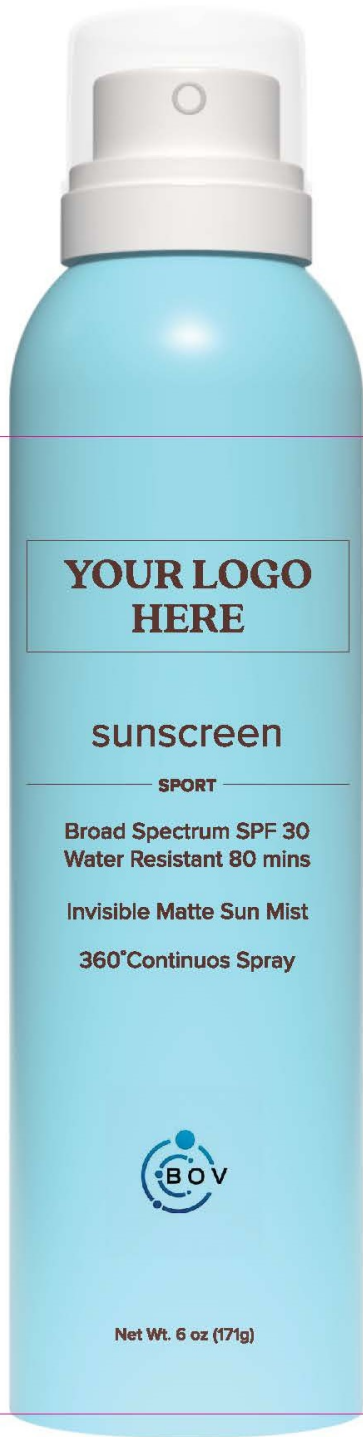 YOUR LOGO
HERE
sunscreen
SPORT
Broad Spectrum SPF 30
Water Resistant 80 mins
Invisible Matte Sun Mist
360°Continuos Spray
BOV
Net Wt. 6 oz (171g)